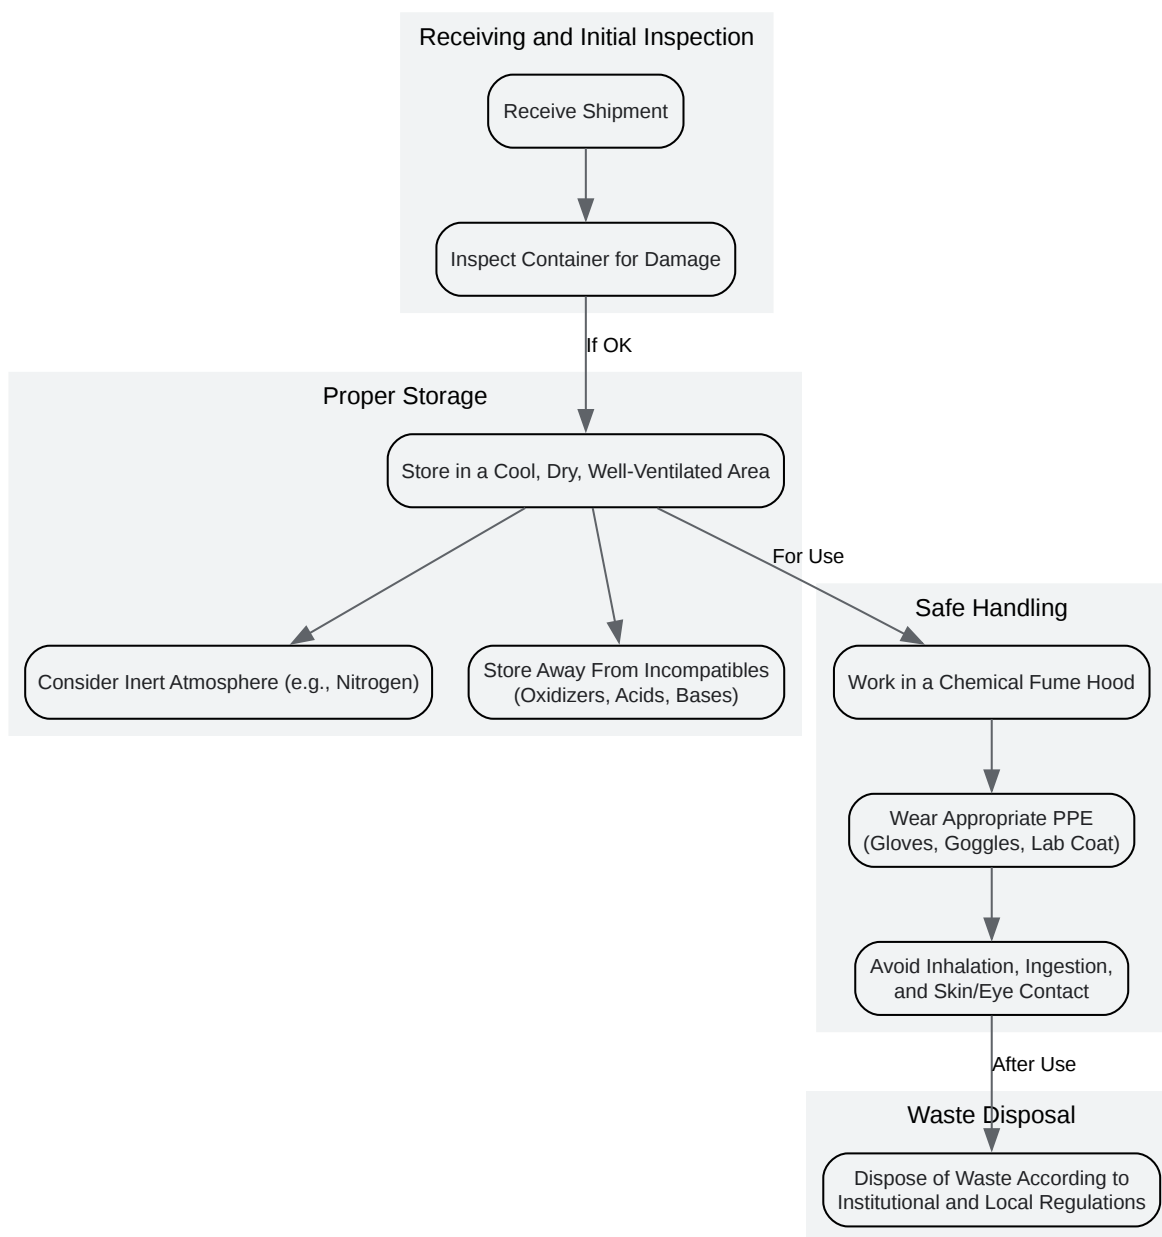 Receiving and Initial Inspection
Receive Shipment
Inspect Container for Damage
If OK
Proper Storage
Store in a Cool, Dry, Well-Ventilated Area
For Use
Consider Inert Atmosphere (e.g., Nitrogen)
Store Away From Incompatibles
(Oxidizers, Acids, Bases)
Safe Handling
Work in a Chemical Fume Hood
Wear Appropriate PPE
(Gloves, Goggles, Lab Coat)
Avoid Inhalation, Ingestion,
and Skin/Eye Contact
After Use
Waste Disposal
Dispose of Waste According to
Institutional and Local Regulations